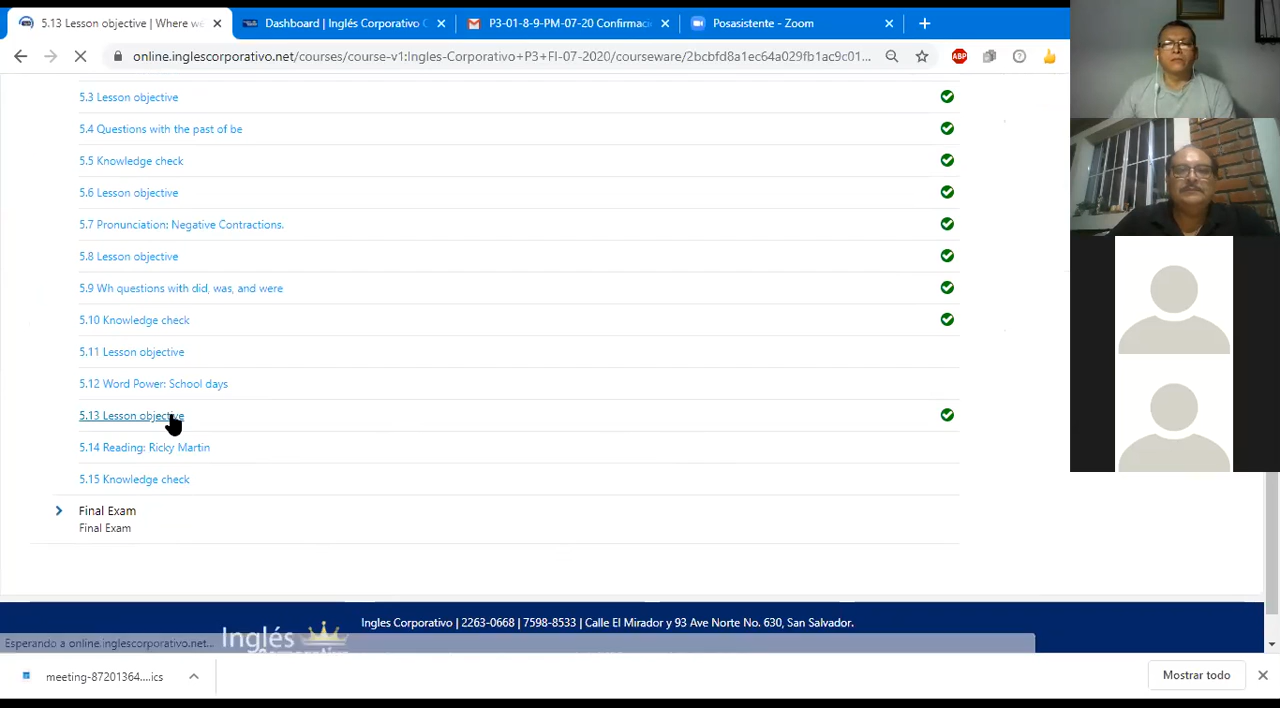 5.13 Lesson objective | Where we
Dashboard | Inglés Corporativo C
P3-01-8-9-PM-07-20 Confirmaci
Posasistente - Zoom
online.inglescorporativo.net/courses/course-v1:Ingles-Corporativo+P3+FI-07-2020/courseware/2bcbfd8a1ec64a029fb1ac9c01...
ABP
5.3 Lesson objective
5.4 Questions with the past of be
5.5 Knowledge check
5.6 Lesson objective
5.7 Pronunciation: Negative Contractions.
5.8 Lesson objective
5.9 Wh questions with did, was, and were
5.10 Knowledge check
5.11 Lesson objective
5.12 Word Power: School days
5.13 Lesson objective
5.14 Reading: Ricky Martin
5.15 Knowledge check
Final Exam
Final Exam
Ingles Corporativo | 2263-0668 | 7598-8533 | Calle El Mirador y 93 Ave Norte No. 630, San Salvador.
Esperando a online.inglescorporativo.net...
Inglés
meeting-87201364....ics
Mostrar todo